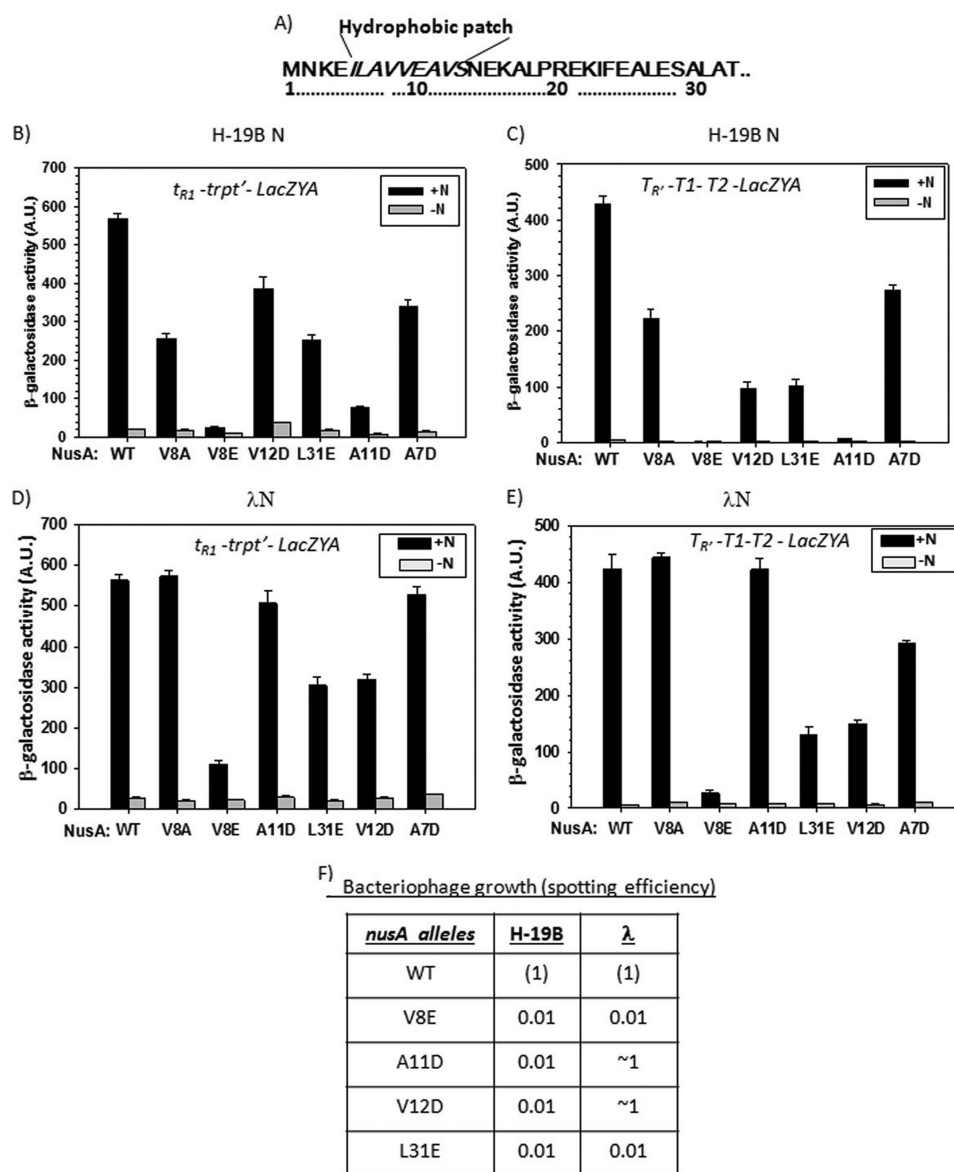 A)
Hydrophobic patch
MNKEILAVVEAVSNEKALPREKIFEALESALAT..
1................ ...10..................20 ...................30
B)
H-19B N
700
600
500
400
300
200
100
0
β-galactosidase activity (A.U.)
tR1 -trpt'- LacZYA
+N
-N
NusA: WT V8A V8E V12D L31E A11D A7D
C)
H-19B N
500
400
300
200
100
0
β-galactosidase activity (A.U.)
TR' -T1- T2 -LacZYA
+N
-N
NusA: WT V8A V8E V12D L31E A11D A7D
D)
λN
700
600
500
400
300
200
100
0
β-galactosidase activity (A.U.)
tR1 -trpt'- LacZYA
+N
-N
NusA: WT V8A V8E A11D L31E V12D A7D
E)
λN
500
400
300
200
100
0
β-galactosidase activity (A.U.)
TR' -T1-T2 - LacZYA
+N
-N
NusA: WT V8A V8E A11D L31E V12D A7D
F) Bacteriophage growth (spotting efficiency)
nusA alleles H-19B λ
WT (1) (1)
V8E 0.01 0.01
A11D 0.01 ~1
V12D 0.01 ~1
L31E 0.01 0.01